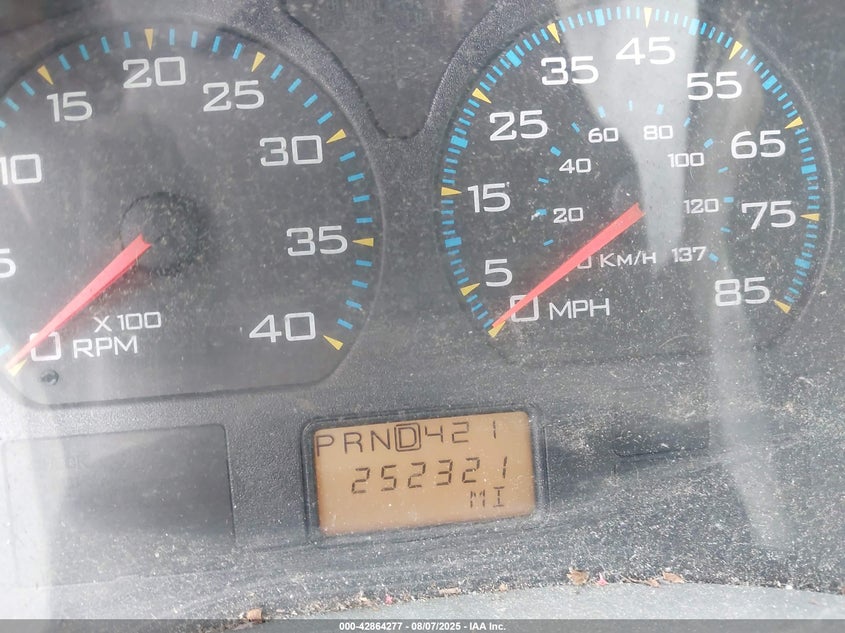 5 10 15 20 25 30 35 40
X 100
0 RPM
5 15 25 35 45 55 65 75 85
20 40 60 80 100 120 137
0 KM/H
0 MPH
PRND421
252321
MI
000-42864277 - 08/07/2025 - IAA Inc.